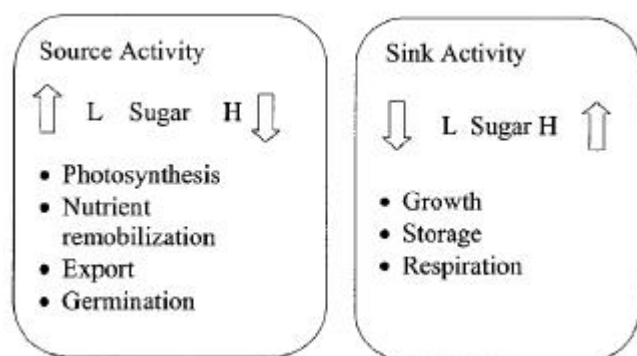 Source Activity
L Sugar H
• Photosynthesis
• Nutrient
remobilization
• Export
• Germination
Sink Activity
L Sugar H
• Growth
• Storage
• Respiration